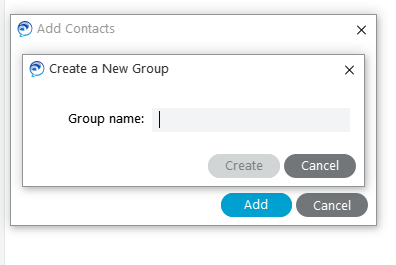 Add Contacts
Create a New Group
Group name:
Create Cancel
Add Cancel